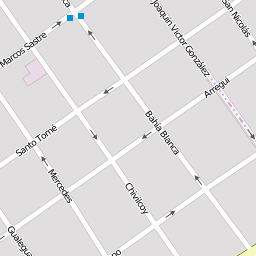 Marcos Sastre
Joaquín Víctor González
San Nicolás
Arregui
Bahía Blanca
Santo Tomé
Mercedes
Chivilcoy